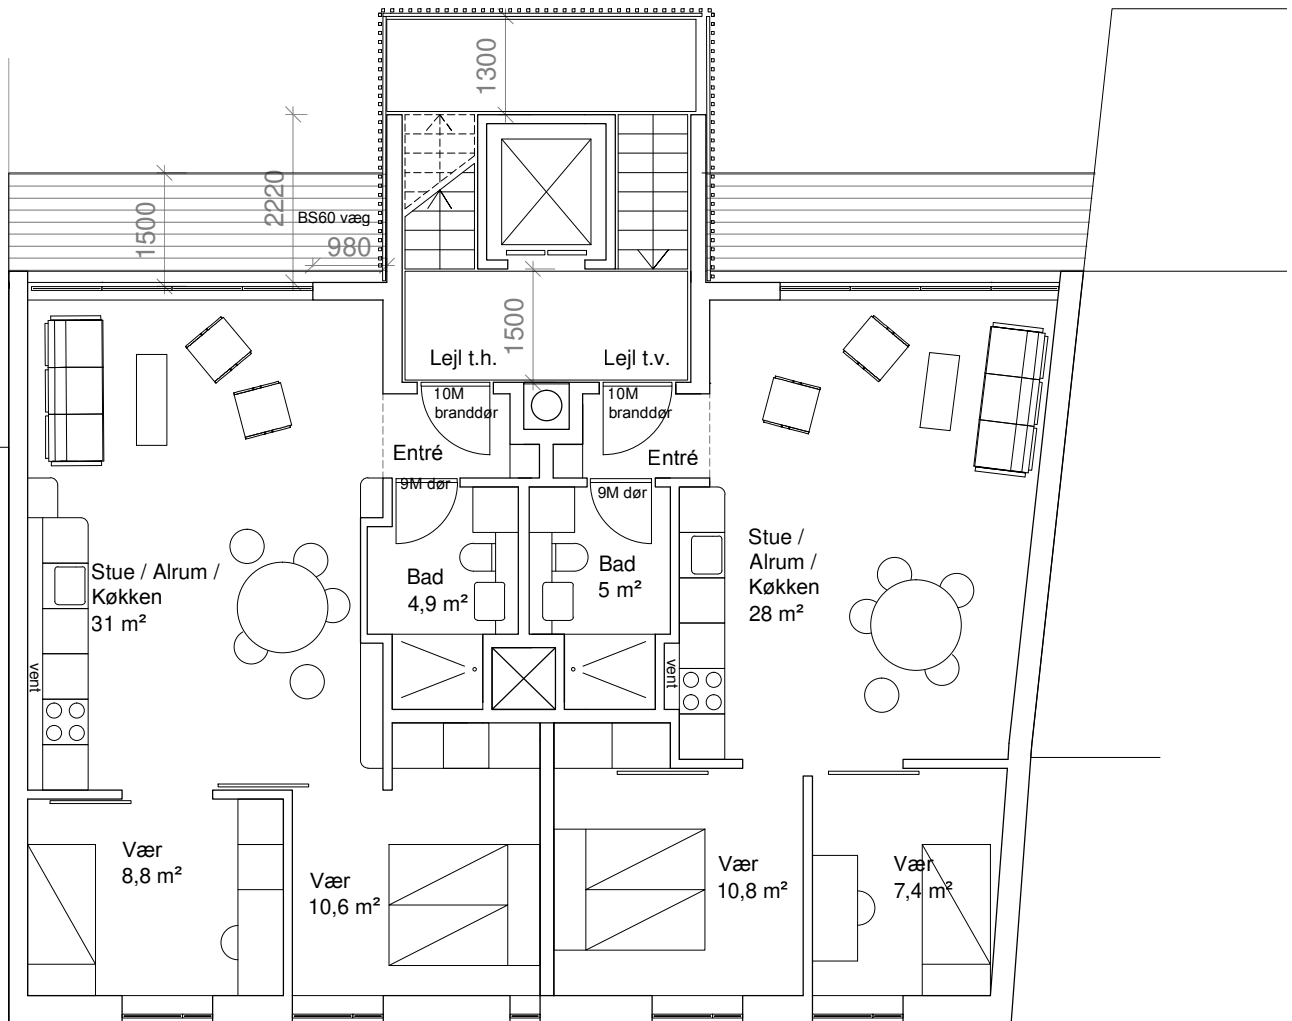 1300
2220
1500
BS60 væg
980
1500
Lejl t.h.
Lejl t.v.
10M
branddør
10M
branddør
Entré
Entré
9M dør
9M dør
Stue / Alrum /
Køkken
31 m²
Bad
4,9 m²
Bad
5 m²
Stue /
Alrum /
Køkken
28 m²
vent
vent
Vær
8,8 m²
Vær
10,6 m²
Vær
10,8 m²
Vær
7,4 m²